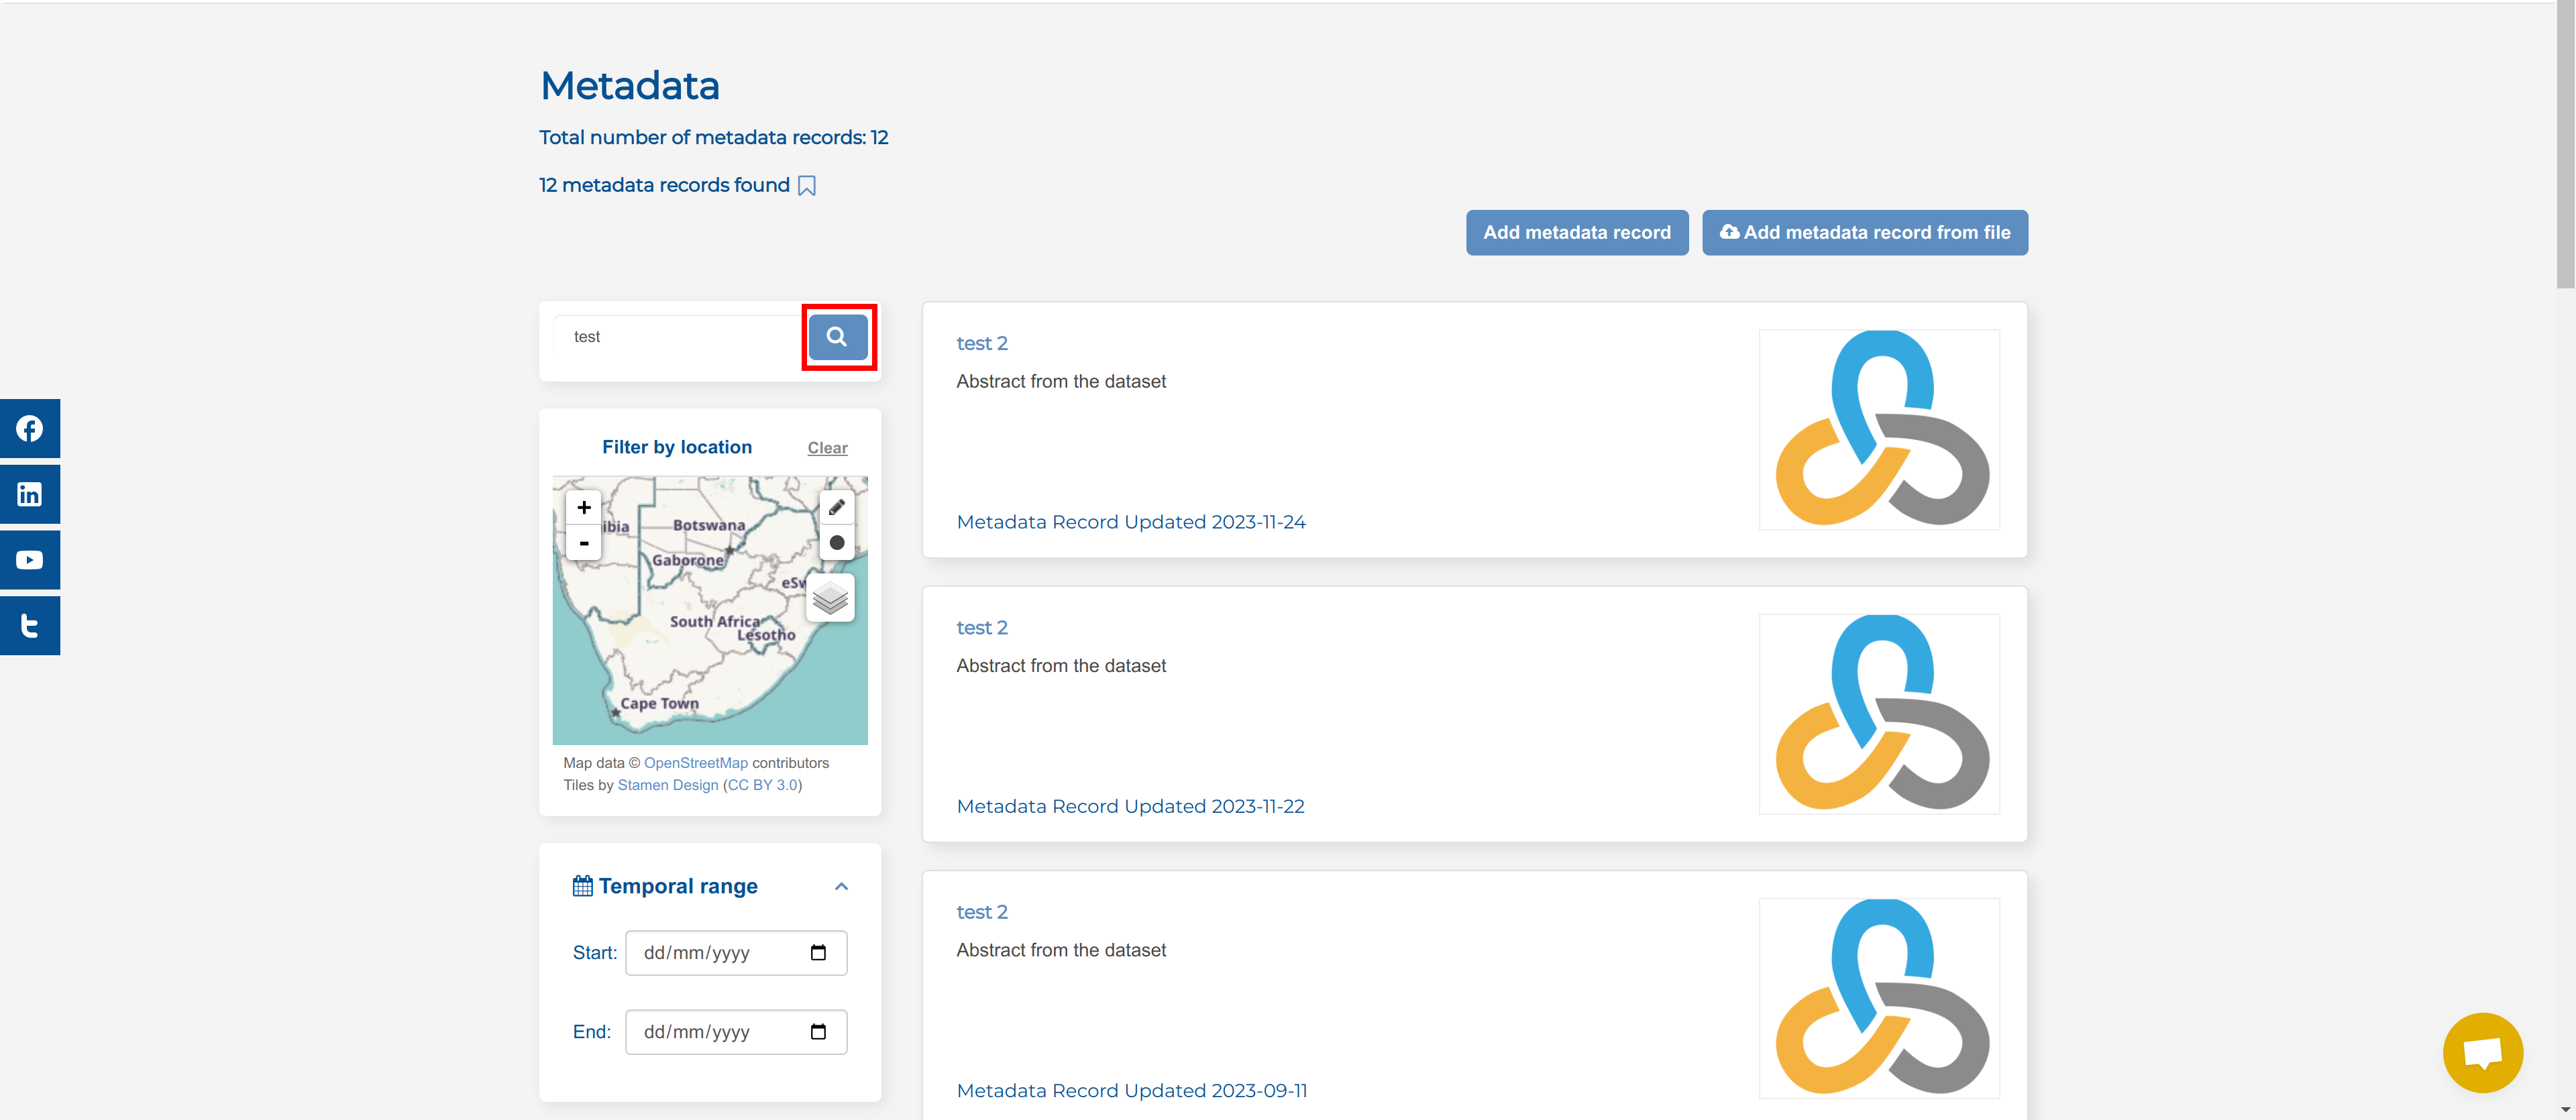 Metadata
Total number of metadata records: 12
12 metadata records found
Add metadata record
Add metadata record from file
test
Filter by location
Clear
+
-
ibia
Botswana
Gaborone
eSw
South Africa
Lesotho
Cape Town
Map data © OpenStreetMap contributors
Tiles by Stamen Design (CC BY 3.0)
Temporal range
Start: dd/mm/yyyy
End: dd/mm/yyyy
test 2
Abstract from the dataset
Metadata Record Updated 2023-11-24
test 2
Abstract from the dataset
Metadata Record Updated 2023-11-22
test 2
Abstract from the dataset
Metadata Record Updated 2023-09-11